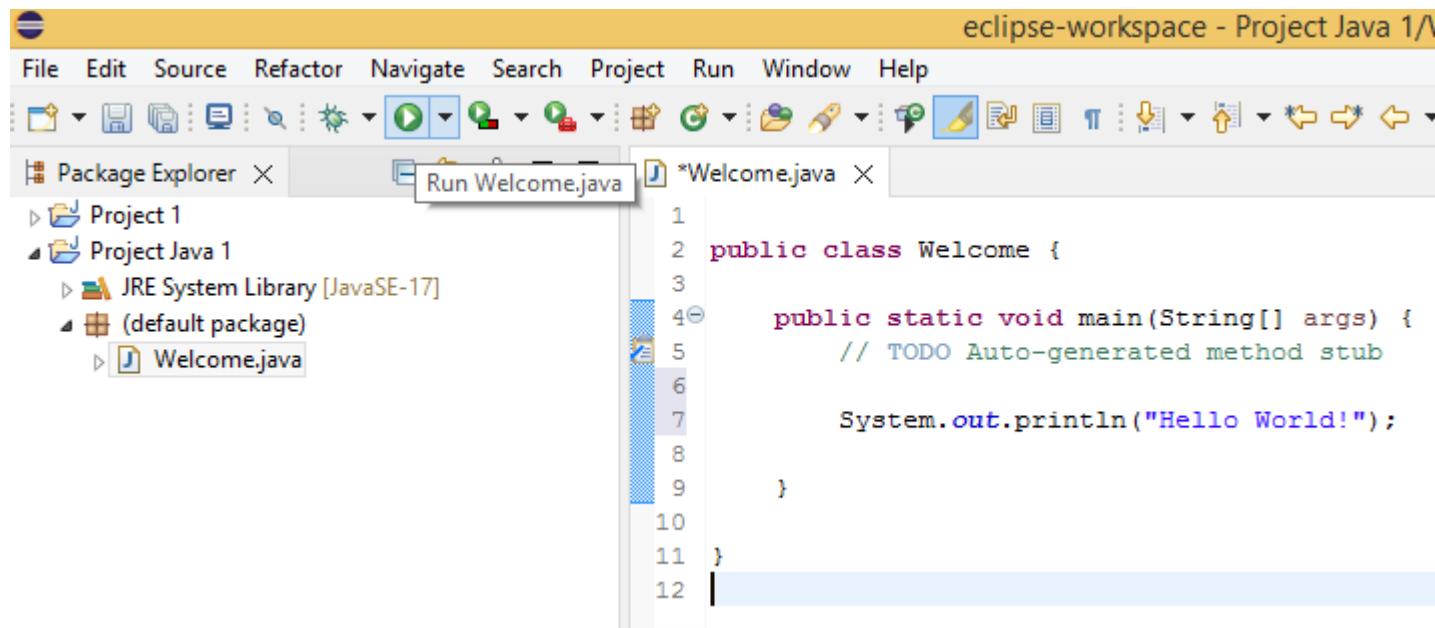 eclipse-workspace - Project Java 1/
File Edit Source Refactor Navigate Search Project Run Window Help
Package Explorer
Run Welcome.java
*Welcome.java
Project 1
Project Java 1
JRE System Library [JavaSE-17]
(default package)
Welcome.java
1
2 public class Welcome {
3
4 public static void main(String[] args) {
5 // TODO Auto-generated method stub
6
7 System.out.println("Hello World!");
8
9 }
10
11 }
12